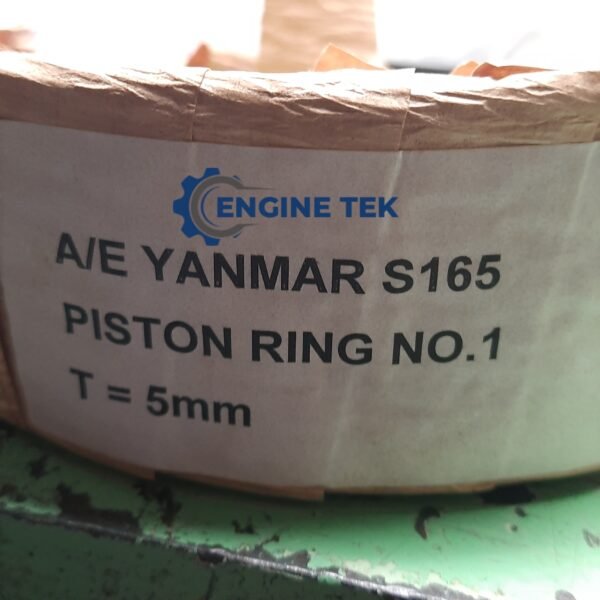 ENGINE TEK
A/E YANMAR S165
PISTON RING NO.1
T = 5mm